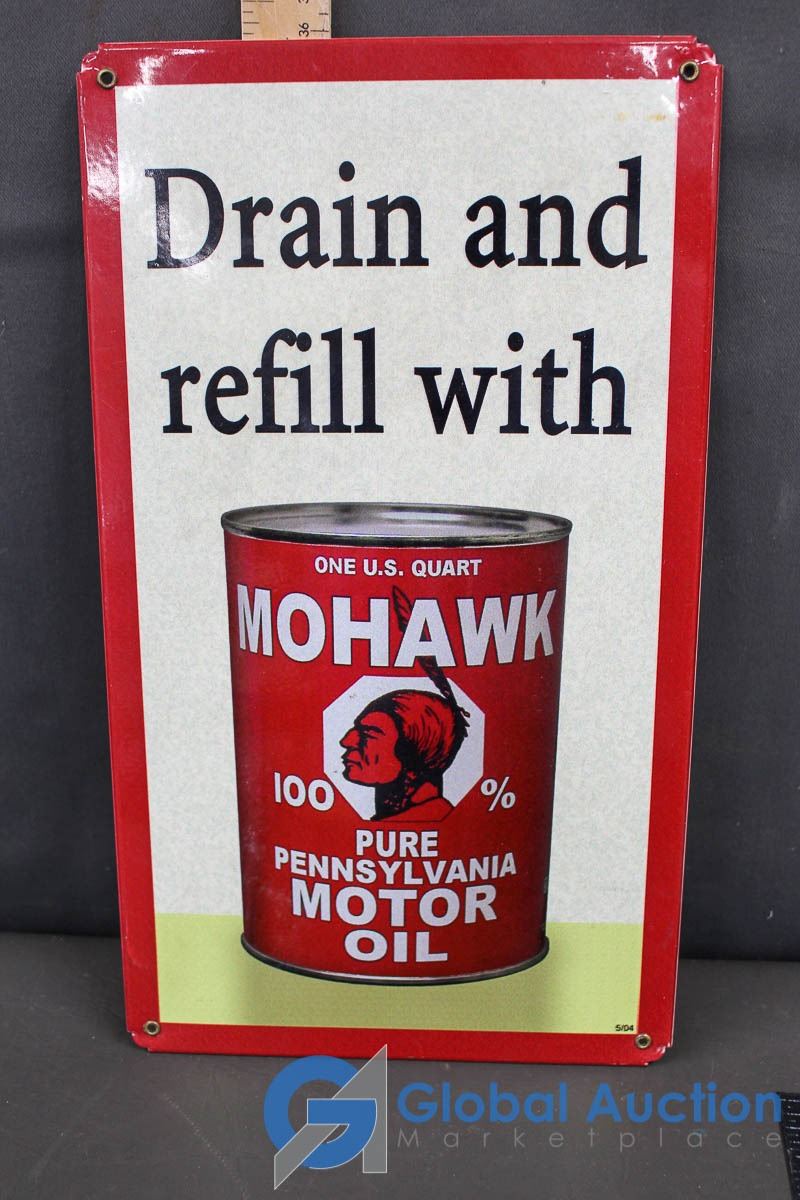 36
Drain and
refill with
ONE U.S. QUART
MOHAWK
100 %
PURE
PENNSYLVANIA
MOTOR
OIL
5/04
Global Auction
Marketplace